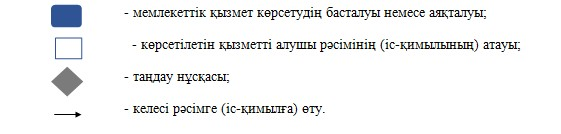 - мемлекеттік қызмет көрсетудің басталуы немесе аяқталуы;
- көрсетілетін қызметті алушы рәсімінің (іс-қимылының) атауы;
- таңдау нұсқасы;
- келесі рәсімге (іс-қимылға) өту.